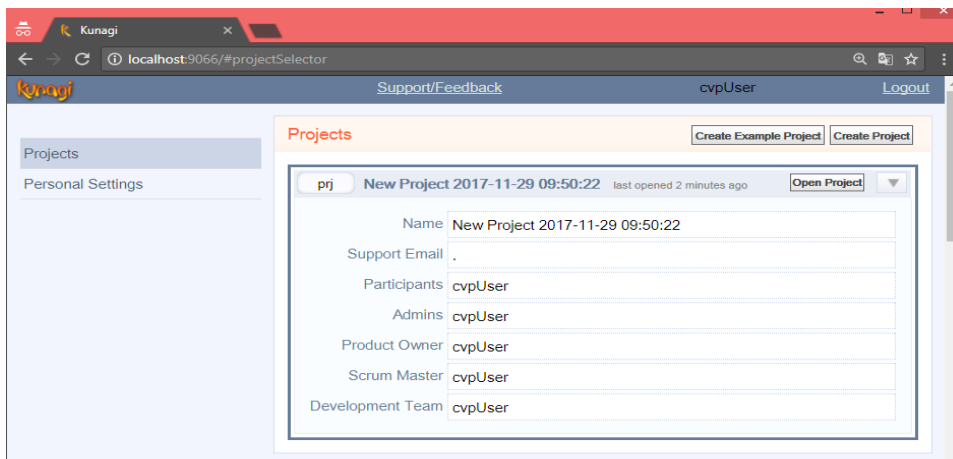 Kunagi
localhost:9066/#projectSelector
kunagi Support/Feedback cvpUser Logout
Projects
Personal Settings
Projects Create Example Project Create Project
prj New Project 2017-11-29 09:50:22 last opened 2 minutes ago Open Project
Name New Project 2017-11-29 09:50:22
Support Email .
Participants cvpUser
Admins cvpUser
Product Owner cvpUser
Scrum Master cvpUser
Development Team cvpUser